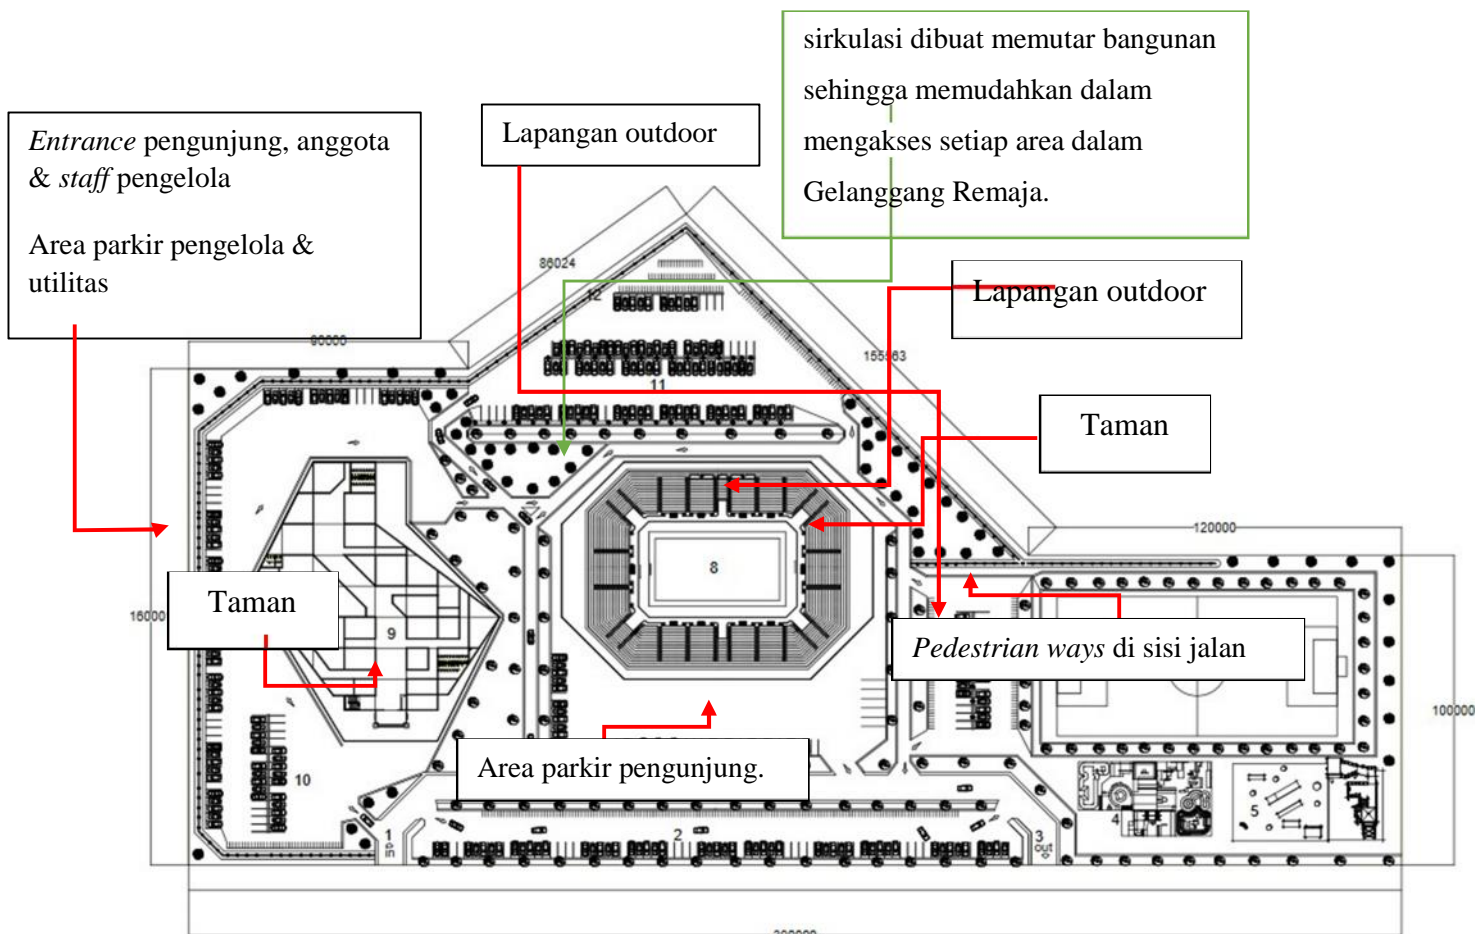 sirkulasi dibuat memutar bangunan
sehingga memudahkan dalam
mengakses setiap area dalam
Gelanggang Remaja.
Entrance pengunjung, anggota
& staff pengelola
Area parkir pengelola &
utilitas
Lapangan outdoor
Lapangan outdoor
Taman
Taman
Pedestrian ways di sisi jalan
Area parkir pengunjung.
86024
90000
155563
120000
100000
12
11
8
9
10
1
in
2
3
out
4
5